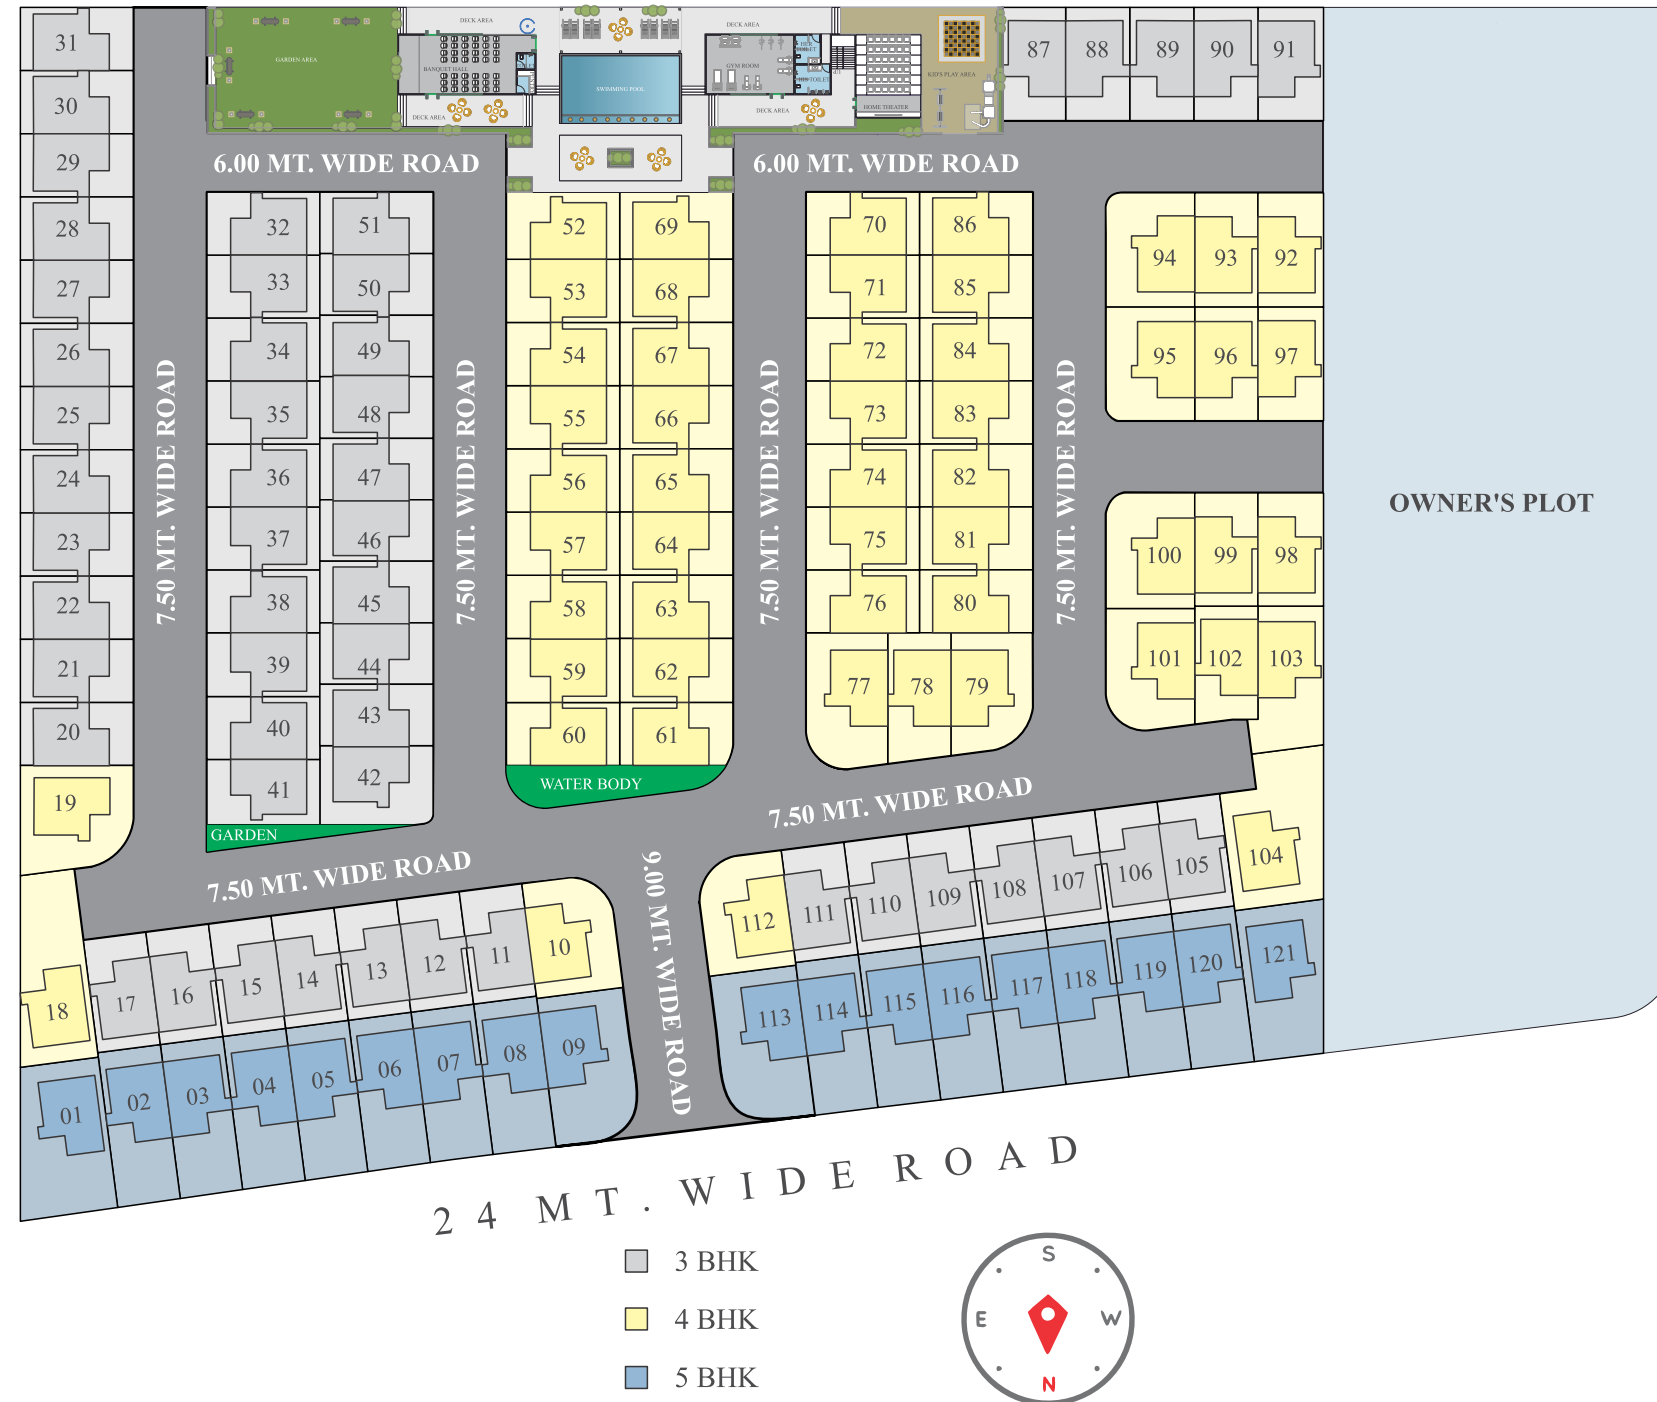 DECK AREA
DECK AREA
31
GARDEN AREA
BANQUET HALL
SWIMMING POOL
GYM ROOM
HER TOILET
HIS TOILET
UP
KIDS PLAY AREA
87 88 89 90 91
30
DECK AREA
DECK AREA
HOME THEATER
29
6.00 MT. WIDE ROAD
6.00 MT. WIDE ROAD
28
27
26
25
24
23
22
21
20
19
18
7.50 MT. WIDE ROAD
32 51
33 50
34 49
35 48
36 47
37 46
38 45
39 44
40 43
41 42
GARDEN
7.50 MT. WIDE ROAD
52 69
53 68
54 67
55 66
56 65
57 64
58 63
59 62
60 61
WATER BODY
7.50 MT. WIDE ROAD
70 86
71 85
72 84
73 83
74 82
75 81
76 80
77 78 79
7.50 MT. WIDE ROAD
94 93 92
95 96 97
100 99 98
101 102 103
OWNER'S PLOT
7.50 MT. WIDE ROAD
7.50 MT. WIDE ROAD
9.00 MT. WIDE ROAD
17 16 15 14 13 12 11 10
112 111 110 109 108 107 106 105 104
01 02 03 04 05 06 07 08 09
113 114 115 116 117 118 119 120 121
24 MT. WIDE ROAD
3 BHK
4 BHK
5 BHK
S
E W
N